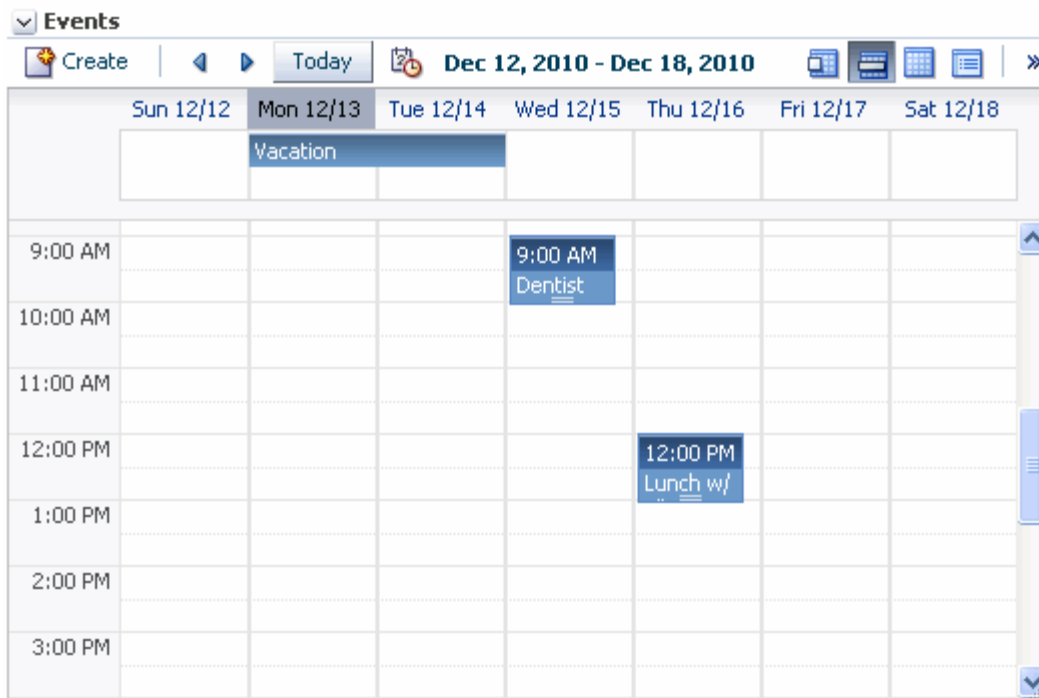 Events
Create Today Dec 12, 2010 - Dec 18, 2010 »
Sun 12/12 Mon 12/13 Tue 12/14 Wed 12/15 Thu 12/16 Fri 12/17 Sat 12/18
Vacation
9:00 AM 9:00 AM
Dentist
10:00 AM
11:00 AM
12:00 PM 12:00 PM
Lunch w/
1:00 PM
2:00 PM
3:00 PM